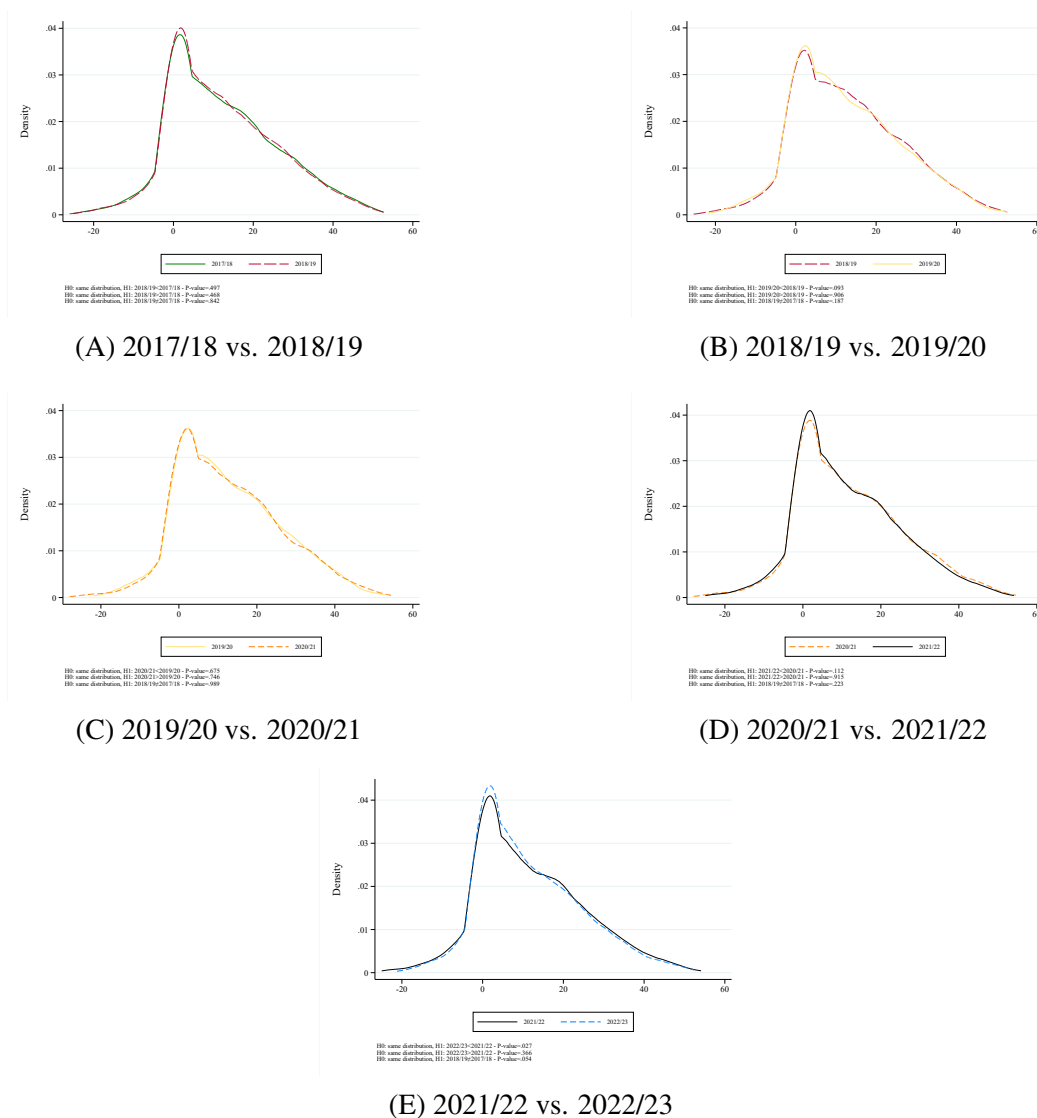 .04
.03
.02
.01
0
Density
-20 0 20 40 60
2017/18 2018/19
H0: same distribution, H1: 2018/19<2017/18 - P-value=.497
H0: same distribution, H1: 2018/19>2017/18 - P-value=.468
H0: same distribution, H1: 2018/19≠2017/18 - P-value=.842
(A) 2017/18 vs. 2018/19
.04
.03
.02
.01
0
Density
-20 0 20 40 60
2018/19 2019/20
H0: same distribution, H1: 2019/20<2018/19 - P-value=.093
H0: same distribution, H1: 2019/20>2018/19 - P-value=.906
H0: same distribution, H1: 2018/19≠2017/18 - P-value=.187
(B) 2018/19 vs. 2019/20
.04
.03
.02
.01
0
Density
-20 0 20 40 60
2019/20 2020/21
H0: same distribution, H1: 2020/21<2019/20 - P-value=.675
H0: same distribution, H1: 2020/21>2019/20 - P-value=.746
H0: same distribution, H1: 2018/19≠2017/18 - P-value=.989
(C) 2019/20 vs. 2020/21
.04
.03
.02
.01
0
Density
-20 0 20 40 60
2020/21 2021/22
H0: same distribution, H1: 2021/22<2020/21 - P-value=.112
H0: same distribution, H1: 2021/22>2020/21 - P-value=.915
H0: same distribution, H1: 2018/19≠2017/18 - P-value=.223
(D) 2020/21 vs. 2021/22
.04
.03
.02
.01
0
Density
-20 0 20 40 60
2021/22 2022/23
H0: same distribution, H1: 2022/23<2021/22 - P-value=.027
H0: same distribution, H1: 2022/23>2021/22 - P-value=.366
H0: same distribution, H1: 2018/19≠2017/18 - P-value=.054
(E) 2021/22 vs. 2022/23